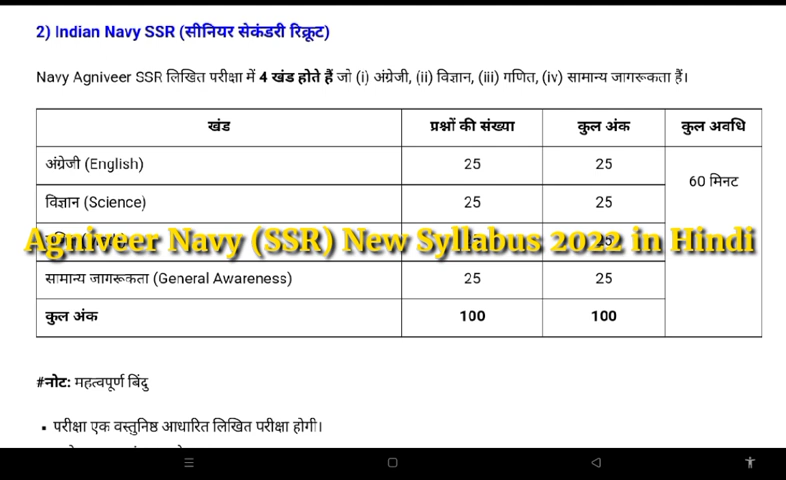 2) Indian Navy SSR (सीनियर सेकंडरी रिक्रूट)
Navy Agniveer SSR लिखित परीक्षा में 4 खंड होते हैं जो (i) अंग्रेजी, (ii) विज्ञान, (iii) गणित, (iv) सामान्य जागरूकता हैं।
खंड प्रश्नों की संख्या कुल अंक कुल अवधि
अंग्रेजी (English) 25 25 60 मिनट
विज्ञान (Science) 25 25
Agniveer Navy (SSR) New Syllabus 2022 in Hindi
सामान्य जागरूकता (General Awareness) 25 25
कुल अंक 100 100
#नोट: महत्वपूर्ण बिंदु
▪ परीक्षा एक वस्तुनिष्ठ आधारित लिखित परीक्षा होगी।